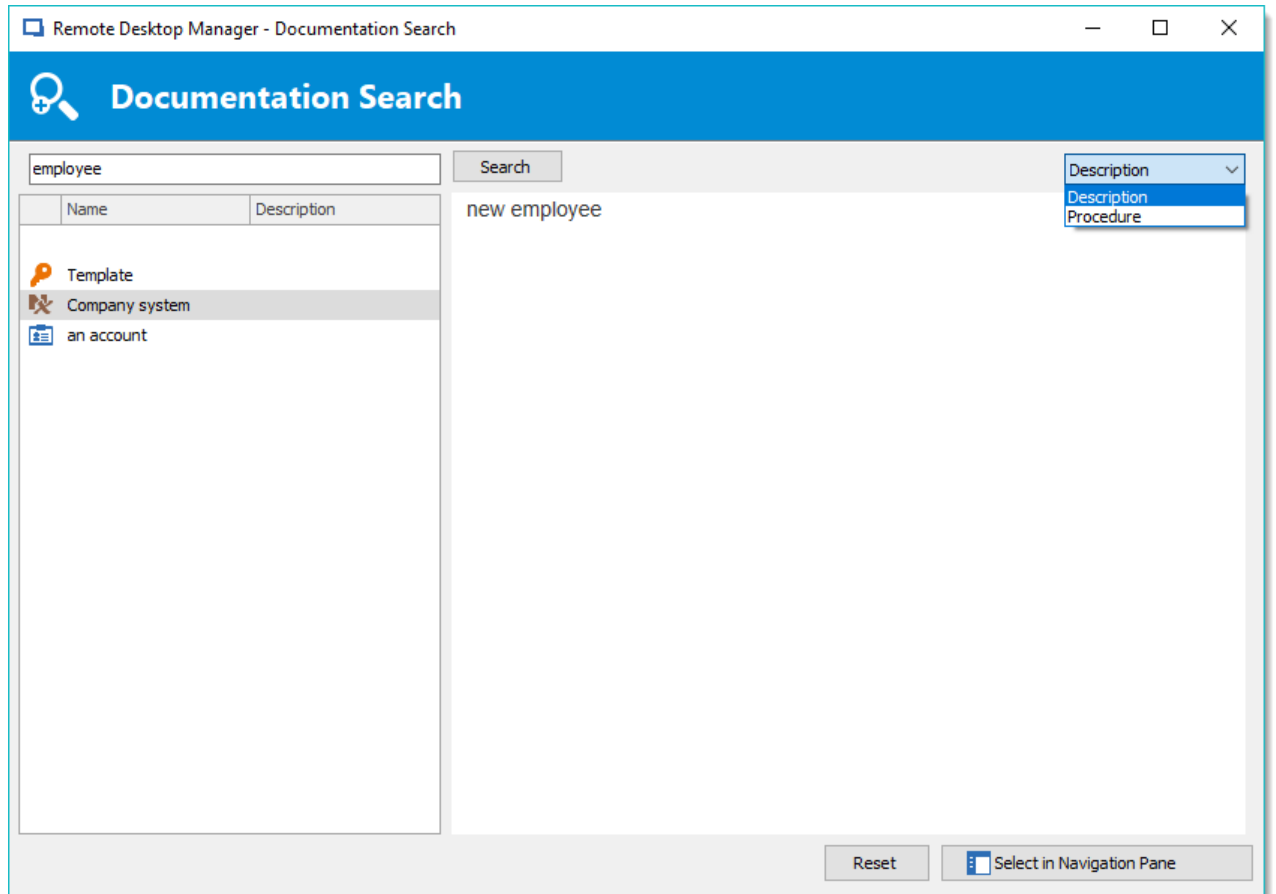 Remote Desktop Manager - Documentation Search
Documentation Search
employee
Search
Description
Description
Procedure
Name Description
new employee
Template
Company system
an account
Reset
Select in Navigation Pane